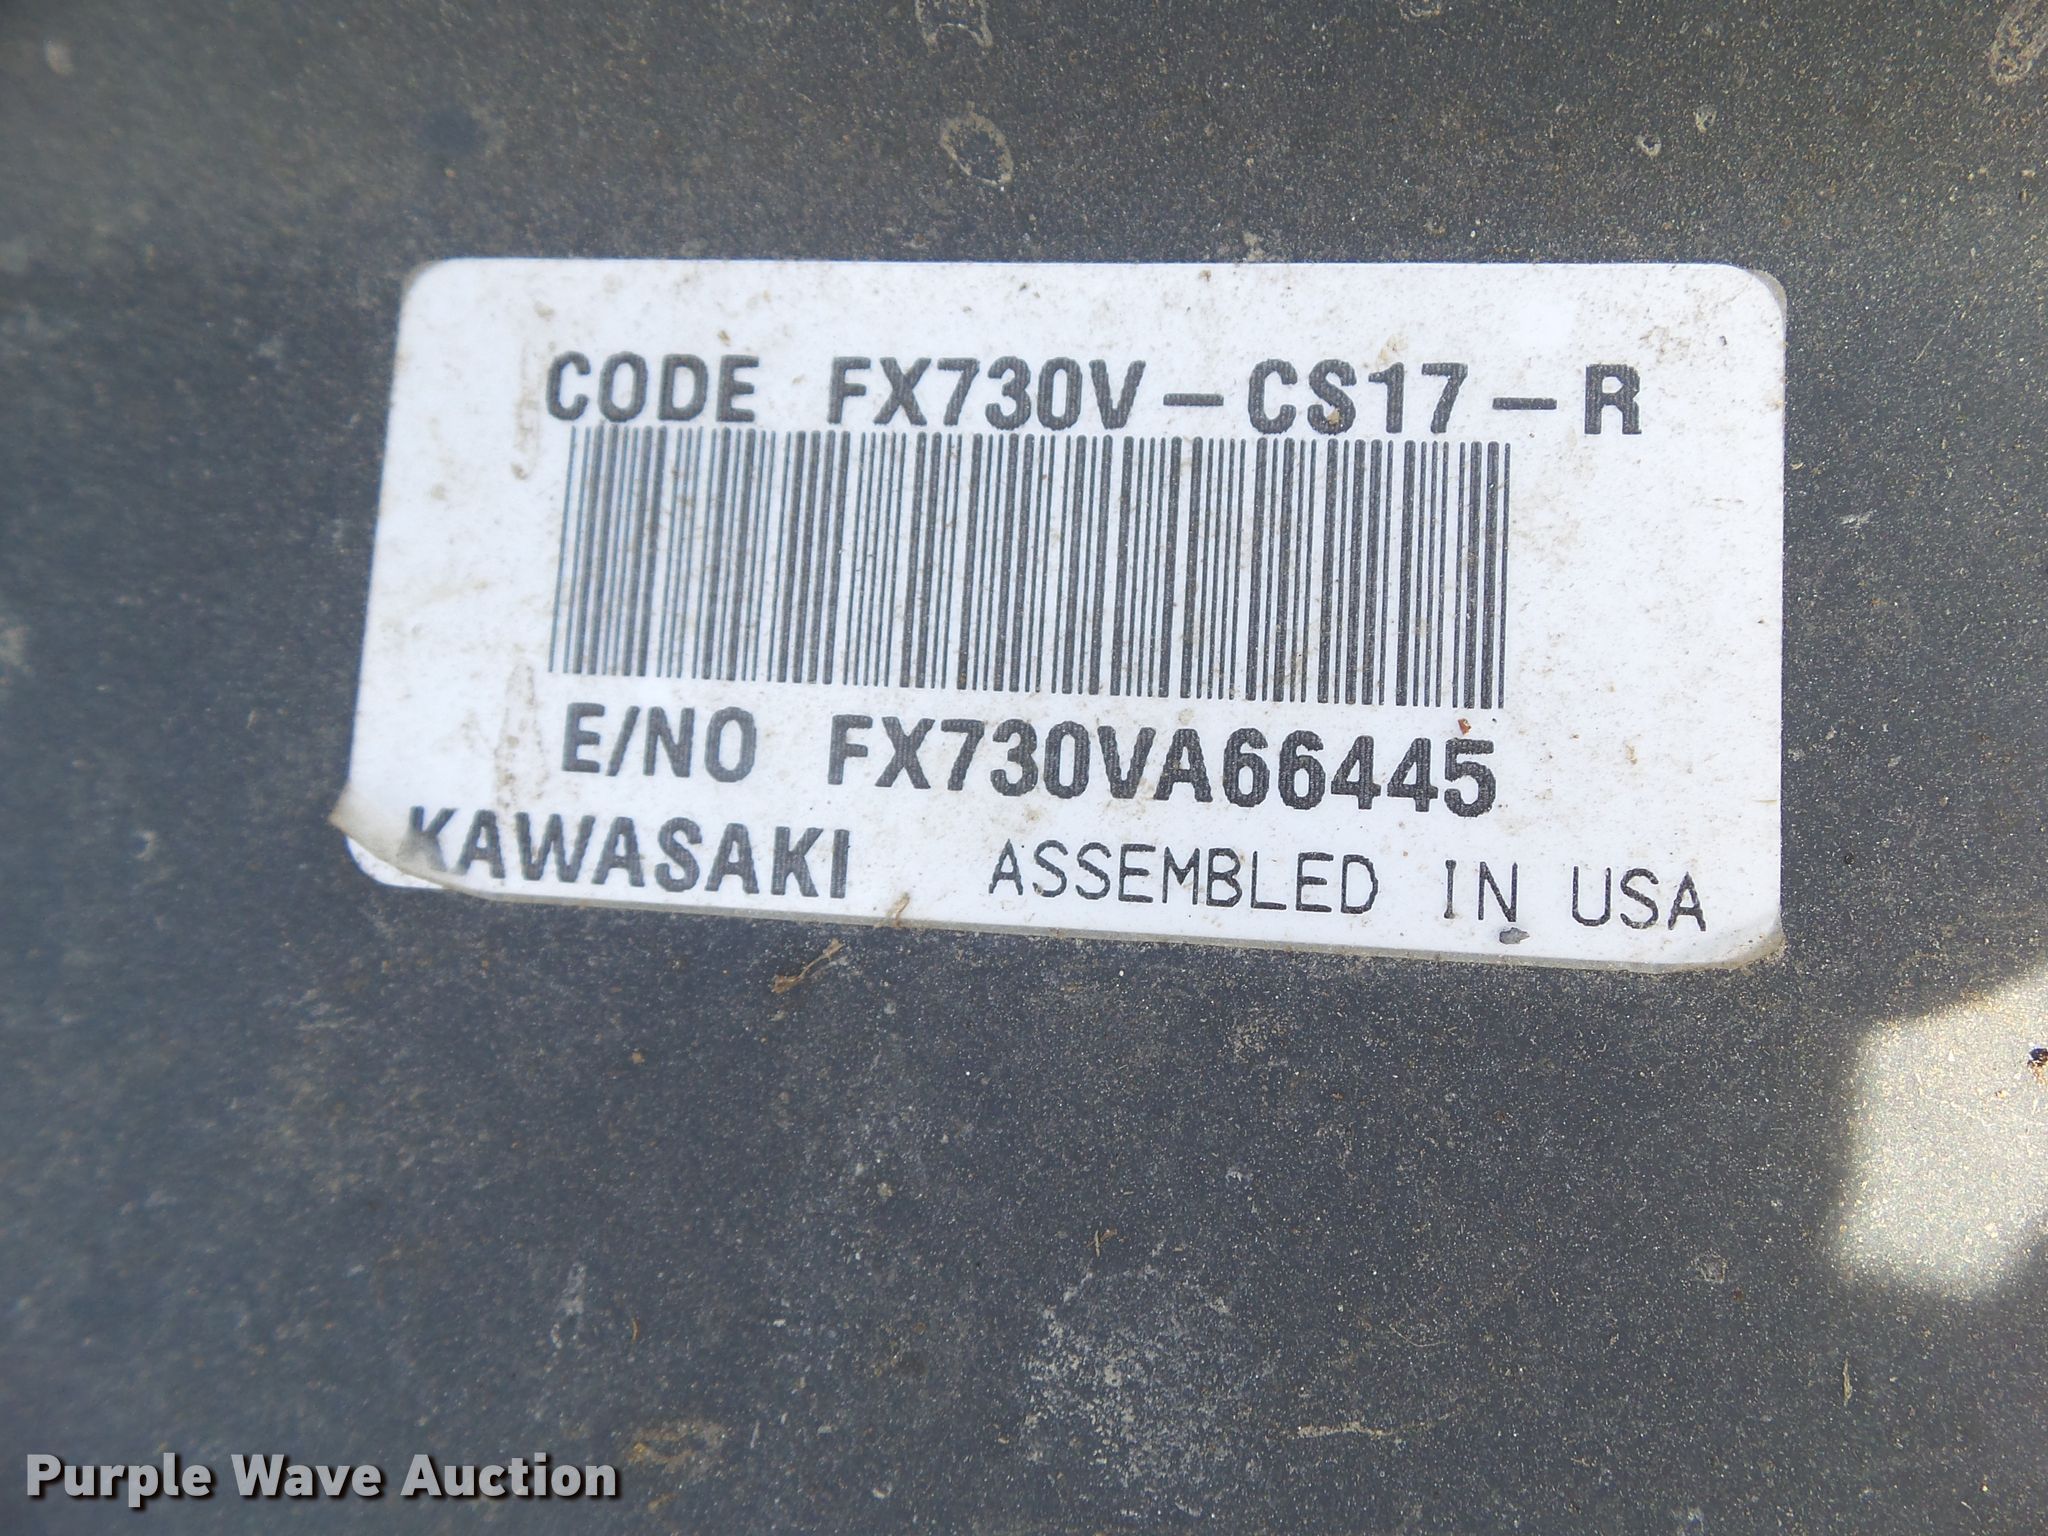 CODE FX730V-CS17-R
E/NO FX730VA66445
KAWASAKI ASSEMBLED IN USA
Purple Wave Auction